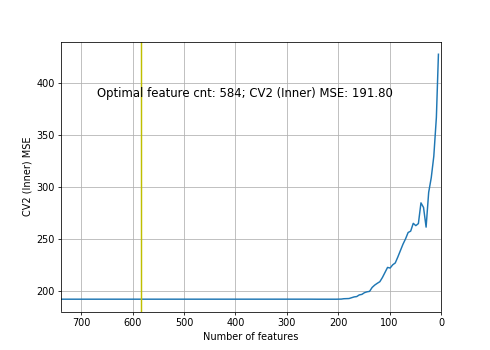 400
350
300
250
200
CV2 (Inner) MSE
Optimal feature cnt: 584; CV2 (Inner) MSE: 191.80
700 600 500 400 300 200 100 0
Number of features